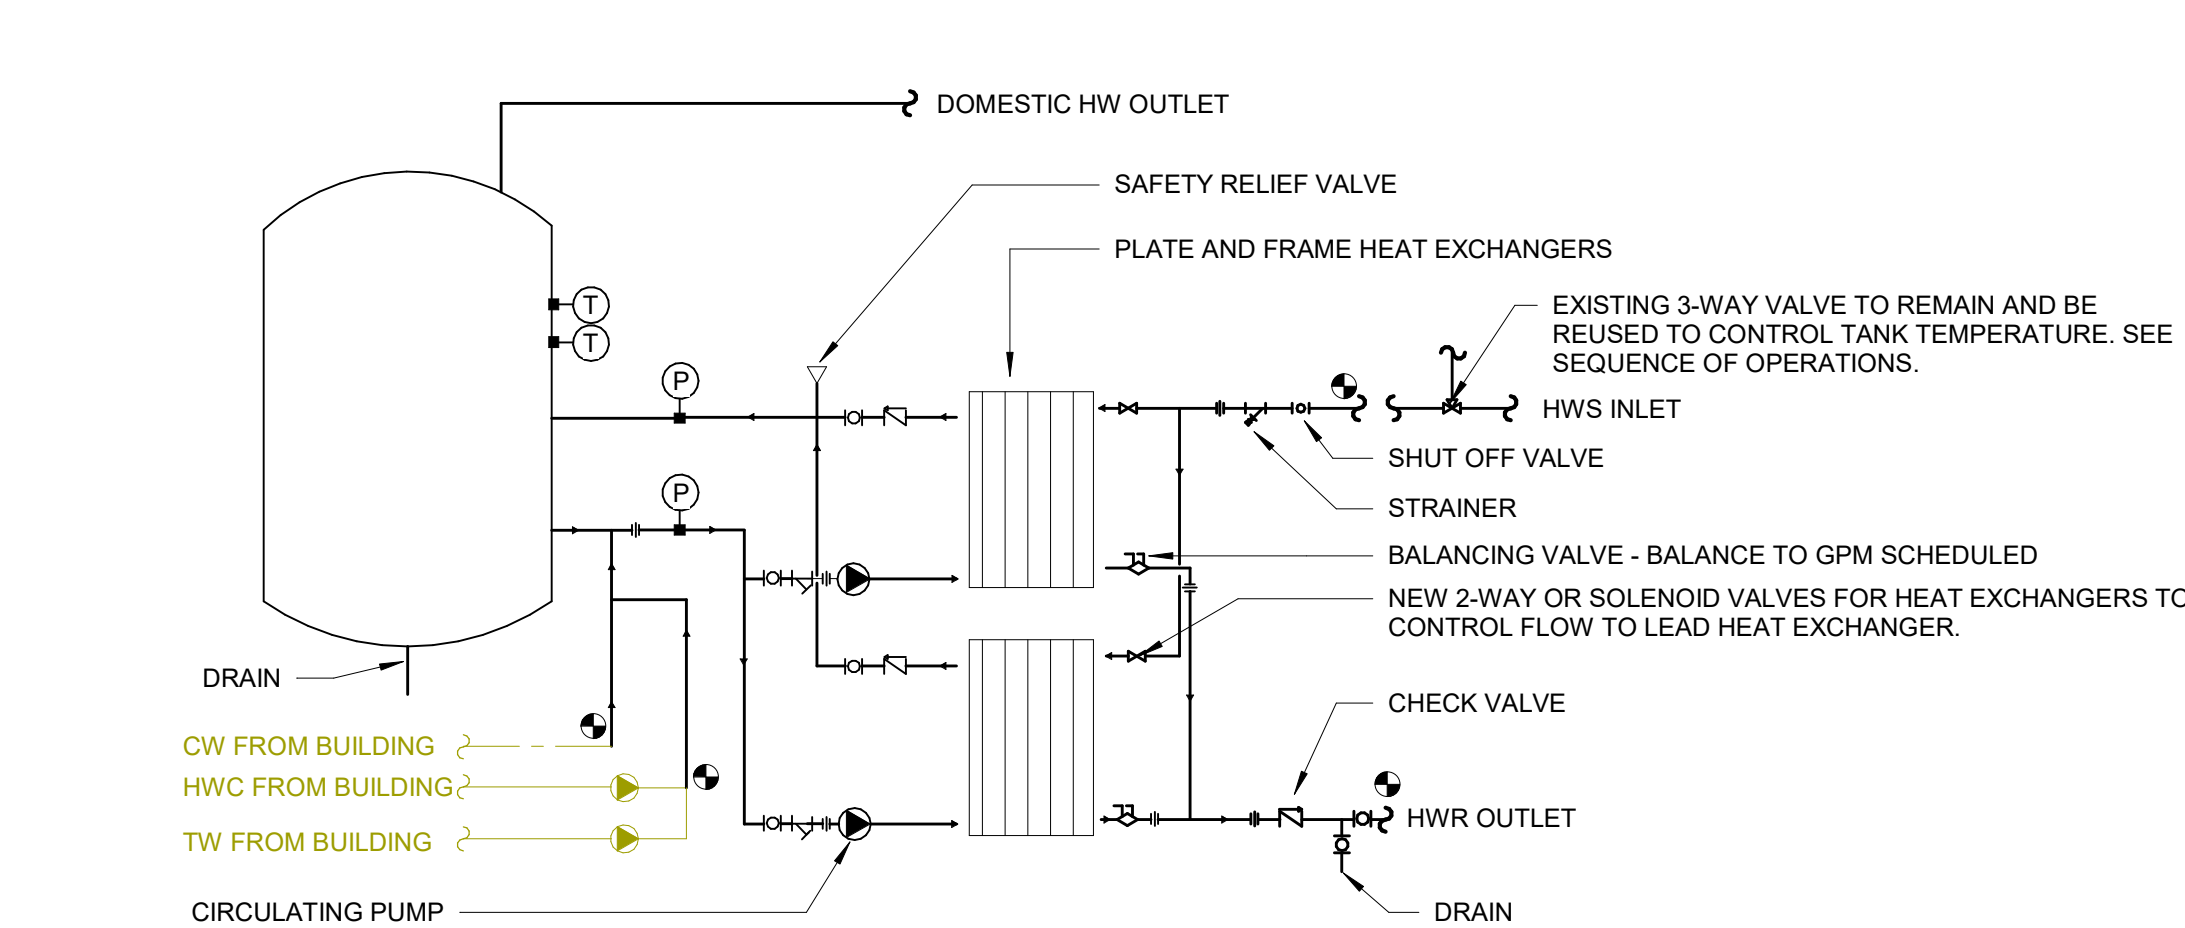 DOMESTIC HW OUTLET
SAFETY RELIEF VALVE
PLATE AND FRAME HEAT EXCHANGERS
EXISTING 3-WAY VALVE TO REMAIN AND BE
REUSED TO CONTROL TANK TEMPERATURE. SEE
SEQUENCE OF OPERATIONS.
T
T
P
HWS INLET
SHUT OFF VALVE
P
STRAINER
BALANCING VALVE - BALANCE TO GPM SCHEDULED
NEW 2-WAY OR SOLENOID VALVES FOR HEAT EXCHANGERS TO
CONTROL FLOW TO LEAD HEAT EXCHANGER.
DRAIN
CHECK VALVE
CW FROM BUILDING
HWC FROM BUILDING
TW FROM BUILDING
HWR OUTLET
CIRCULATING PUMP
DRAIN